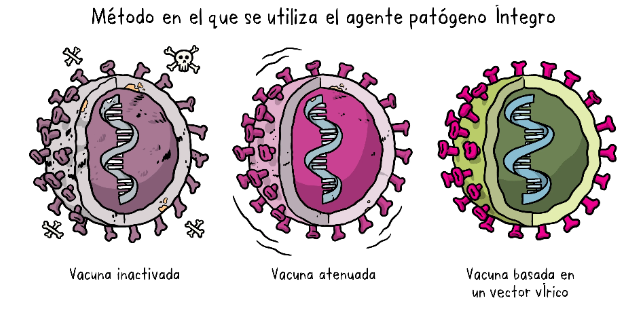 Método en el que se utiliza el agente patógeno Íntegro
Vacuna inactivada
Vacuna atenuada
Vacuna basada en
un vector vÍrico